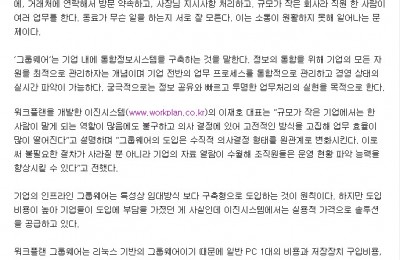 에, 거래처에 연락해서 방문 약속하고, 사장님 지시사항 처리하고, 규모가 작은 회사라 직원 한 사람이
여러 업무를 한다. 동료가 무슨 일을 하는지 서로 잘 모른다. 이는 소통이 원활하지 못해 일어나는 문
제이다.
'그룹웨어'는 기업 내에 통합정보시스템을 구축하는 것을 말한다. 정보의 통합을 위해 기업의 모든 자
원을 최적으로 관리하자는 개념이며 기업 전반의 업무 프로세스를 통합적으로 관리하고 경영 상태의
실시간 파악이 가능하다. 궁극적으로는 정보 공유와 빠르고 투명한 업무처리의 실현을 목적으로 한다.
워크플랜을 개발한 이진시스템(www.workplan.co.kr)의 이재호 대표는 "규모가 작은 기업에서는 한
사람이 맡게 되는 역할이 많음에도 불구하고 의사 결정에 있어 고전적인 방식을 고집해 업무 효율이
많이 떨어진다"고 설명하며 "그룹웨어의 도입은 수직적 의사결정 형태를 원관계로 변화시킨다. 이로
써 불필요한 절차가 사라질 뿐 아니라 기업의 자료 열람이 수월해 조직원들은 운영 현황 파악 능력을
향상시킬 수 있다"고 전했다.
기업의 인프라인 그룹웨어는 특성상 임대방식 보다 구축형으로 도입하는 것이 원칙이다. 하지만 도입
비용이 높아 기업들이 도입에 부담을 가졌던 게 사실인데 이진시스템에서는 실용적 가격으로 솔루션
을 공급하고 있다.
워크플랜 그룹웨어는 리눅스 기반의 그룹웨어이기 때문에 일반 PC 1대의 비용과 저장장치 구입비용,